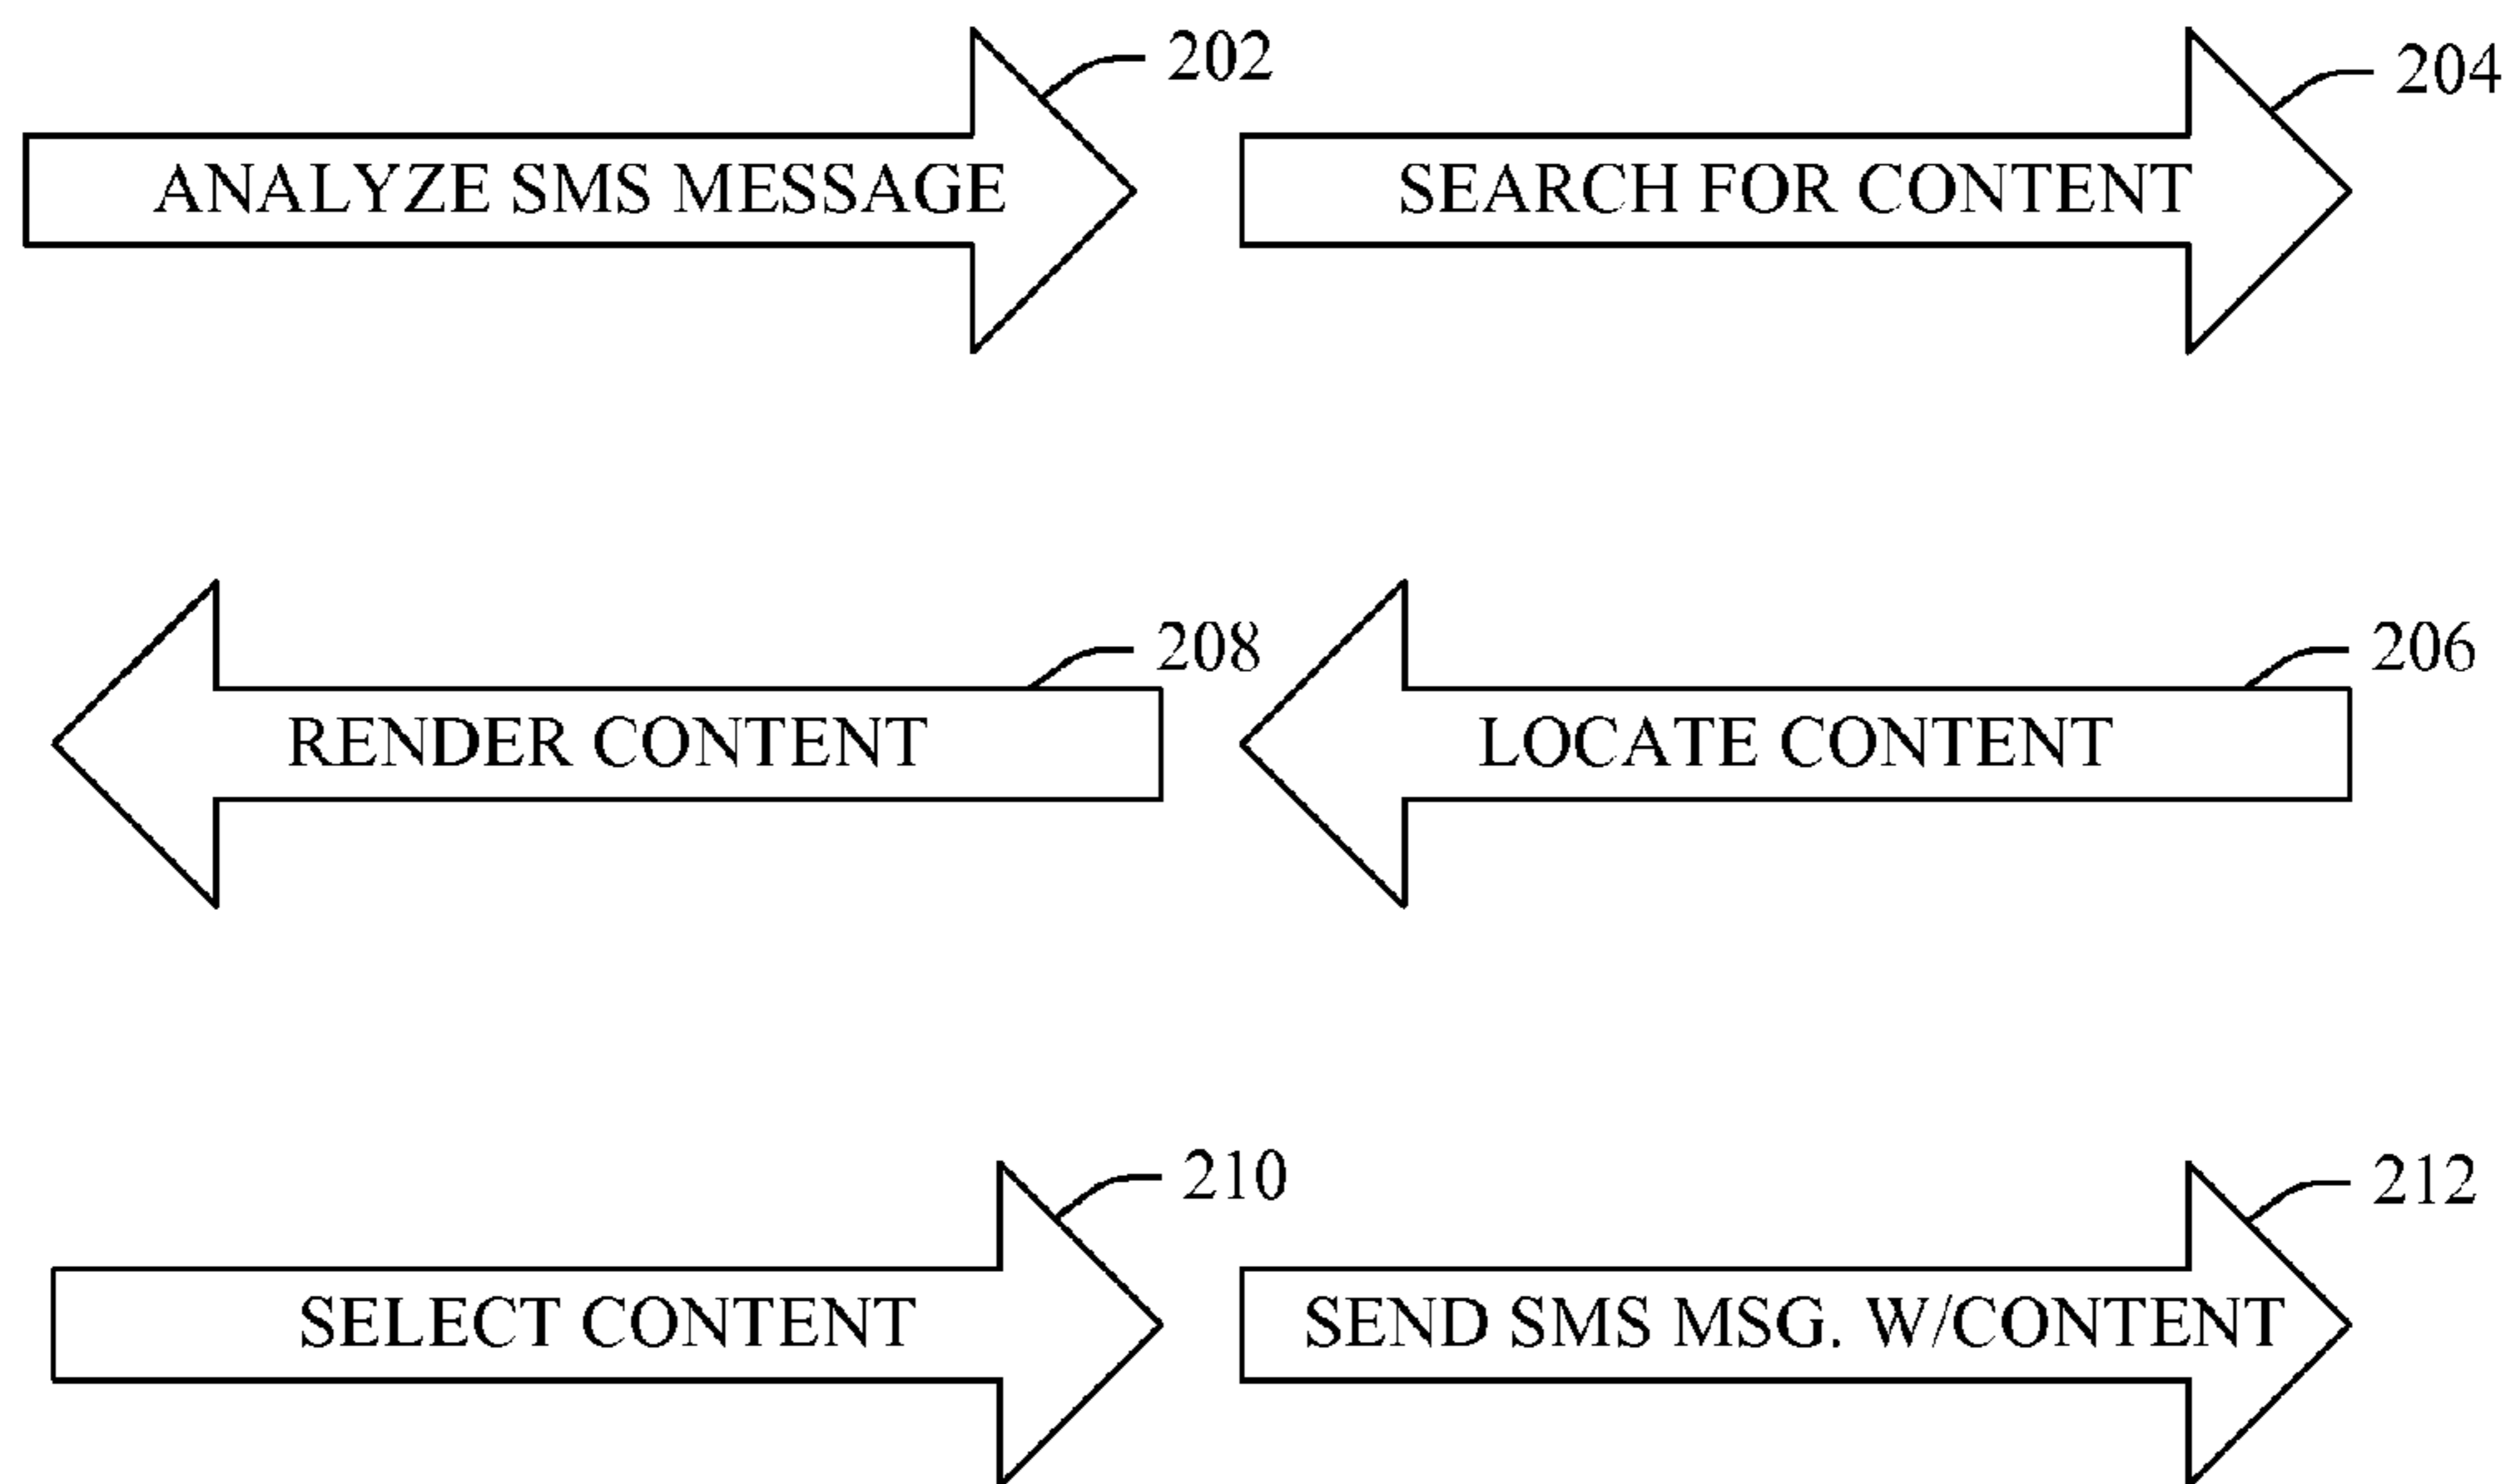 202
204
ANALYZE SMS MESSAGE
SEARCH FOR CONTENT
208
206
RENDER CONTENT
LOCATE CONTENT
210
212
SELECT CONTENT
SEND SMS MSG. W/CONTENT